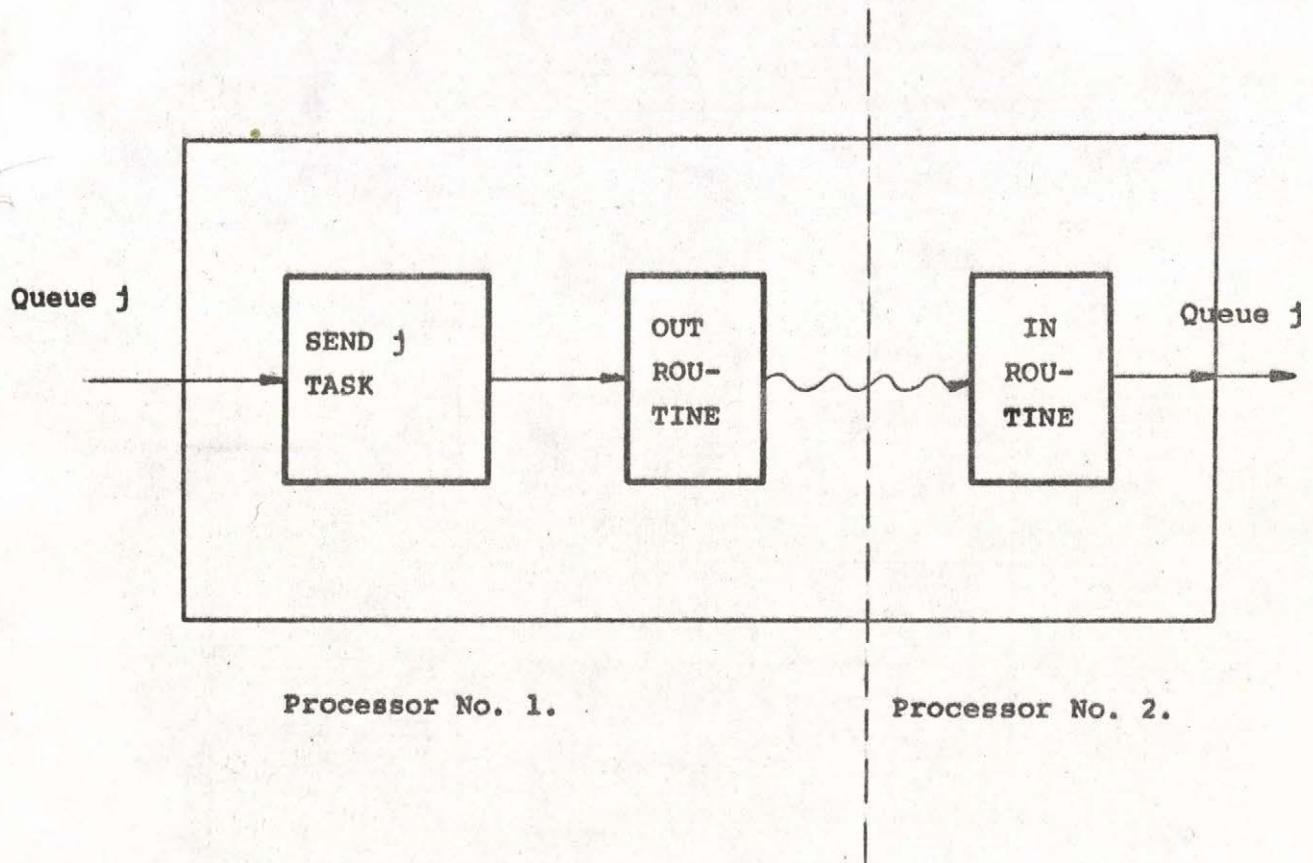 Queue j
SEND j
TASK
OUT
ROU-
TINE
IN
ROU-
TINE
Queue j
Processor No. 1.
Processor No. 2.